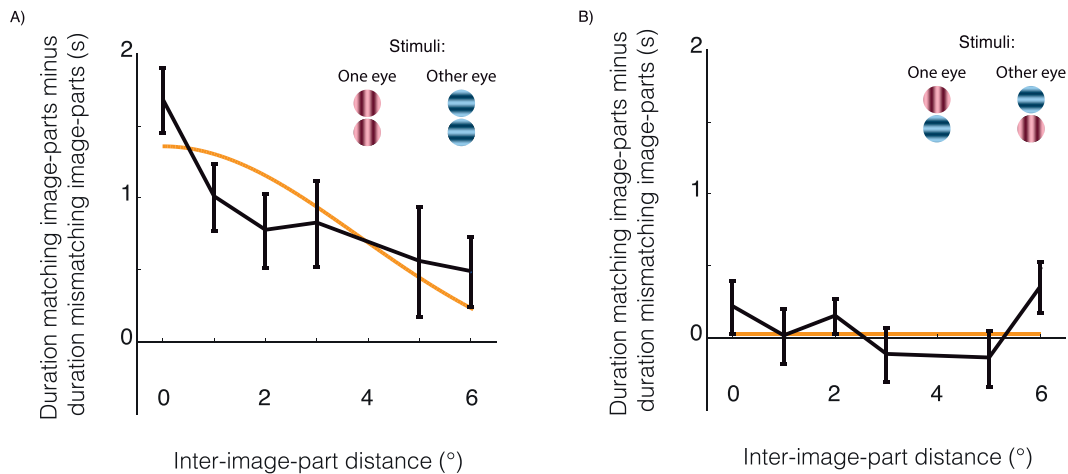 A)
Duration matching image-parts minus
duration mismatching image-parts (s)
2
1
0
Stimuli:
One eye Other eye
0 2 4 6
Inter-image-part distance (°)
B)
Duration matching image-parts minus
duration mismatching image-parts (s)
2
1
0
Stimuli:
One eye Other eye
0 2 4 6
Inter-image-part distance (°)